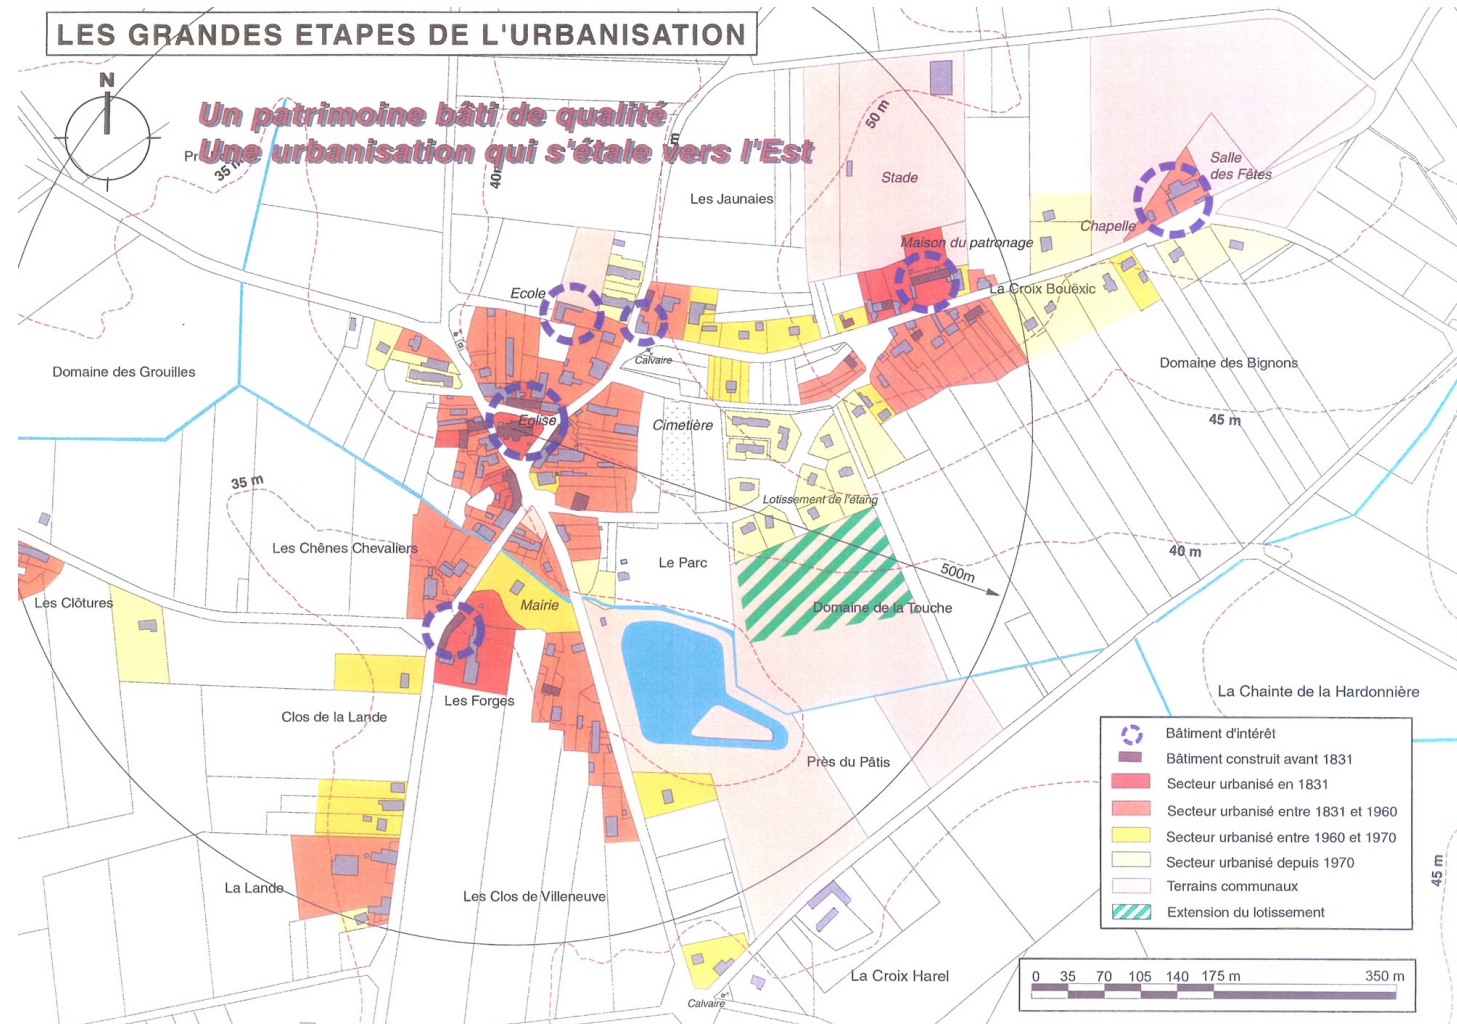 LES GRANDES ETAPES DE L'URBANISATION
N
Un patrimoine bâti de qualité
Une urbanisation qui s'étale vers l'Est
35 m
40m
m
50 m
Les Jaunaies
Stade
Salle
des Fêtes
Chapelle
Maison du patronage
La Croix Bouëxic
Ecole
Calvaire
Domaine des Grouilles
Domaine des Bignons
Eglise
Cimetière
45 m
35 m
Lotissement de l'étang
Les Chênes Chevaliers
Le Parc
500m
40 m
Les Clôtures
Mairie
Domaine de la Touche
Les Forges
Clos de la Lande
Près du Pâtis
La Chainte de la Hardonnière
La Lande
Les Clos de Villeneuve
La Croix Harel
Calvaire
45 m
Bâtiment d'intérêt
Bâtiment construit avant 1831
Secteur urbanisé en 1831
Secteur urbanisé entre 1831 et 1960
Secteur urbanisé entre 1960 et 1970
Secteur urbanisé depuis 1970
Terrains communaux
Extension du lotissement
0 35 70 105 140 175 m 350 m